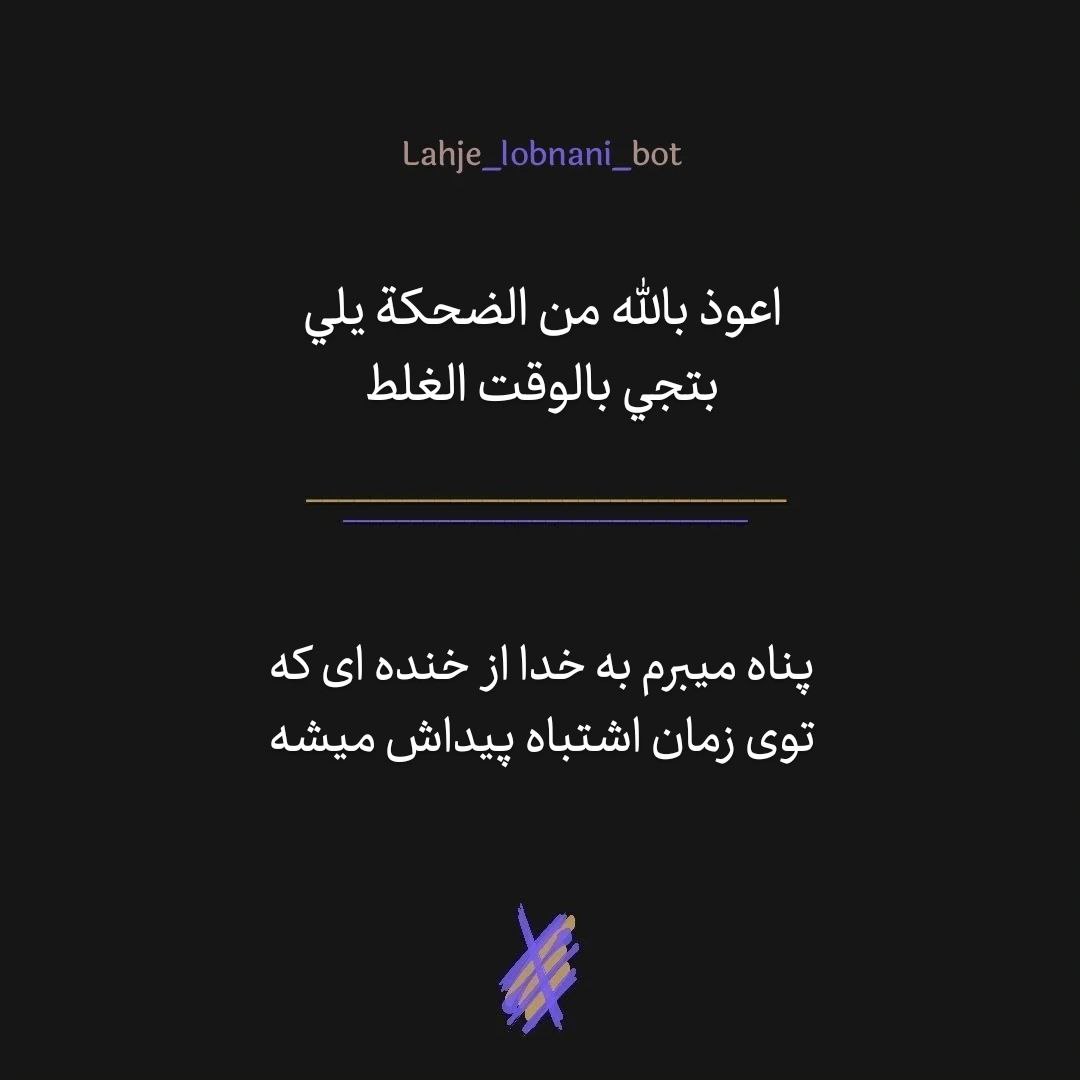 Lahje_lobnani_bot
اعوذ بالله من الضحكة يلي
بتجي بالوقت الغلط
پناه میبرم به خدا از خنده ای که
توی زمان اشتباه پیداش میشه